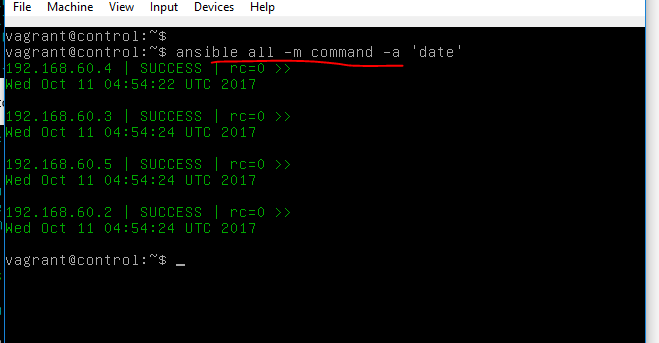 File Machine View Input Devices Help
vagrant@control:~$
vagrant@control:~$ ansible all -m command -a 'date'
192.168.60.4 | SUCCESS | rc=0 >>
Wed Oct 11 04:54:22 UTC 2017
192.168.60.3 | SUCCESS | rc=0 >>
Wed Oct 11 04:54:24 UTC 2017
192.168.60.5 | SUCCESS | rc=0 >>
Wed Oct 11 04:54:24 UTC 2017
192.168.60.2 | SUCCESS | rc=0 >>
Wed Oct 11 04:54:24 UTC 2017
vagrant@control:~$ _